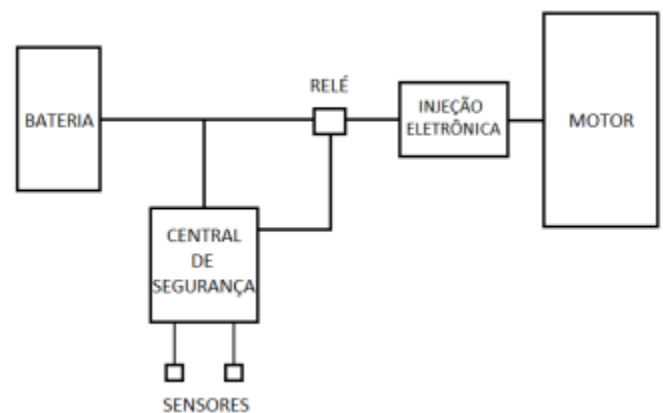 BATERIA
RELÉ
INJEÇÃO
ELETRÔNICA
MOTOR
CENTRAL
DE
SEGURANÇA
SENSORES